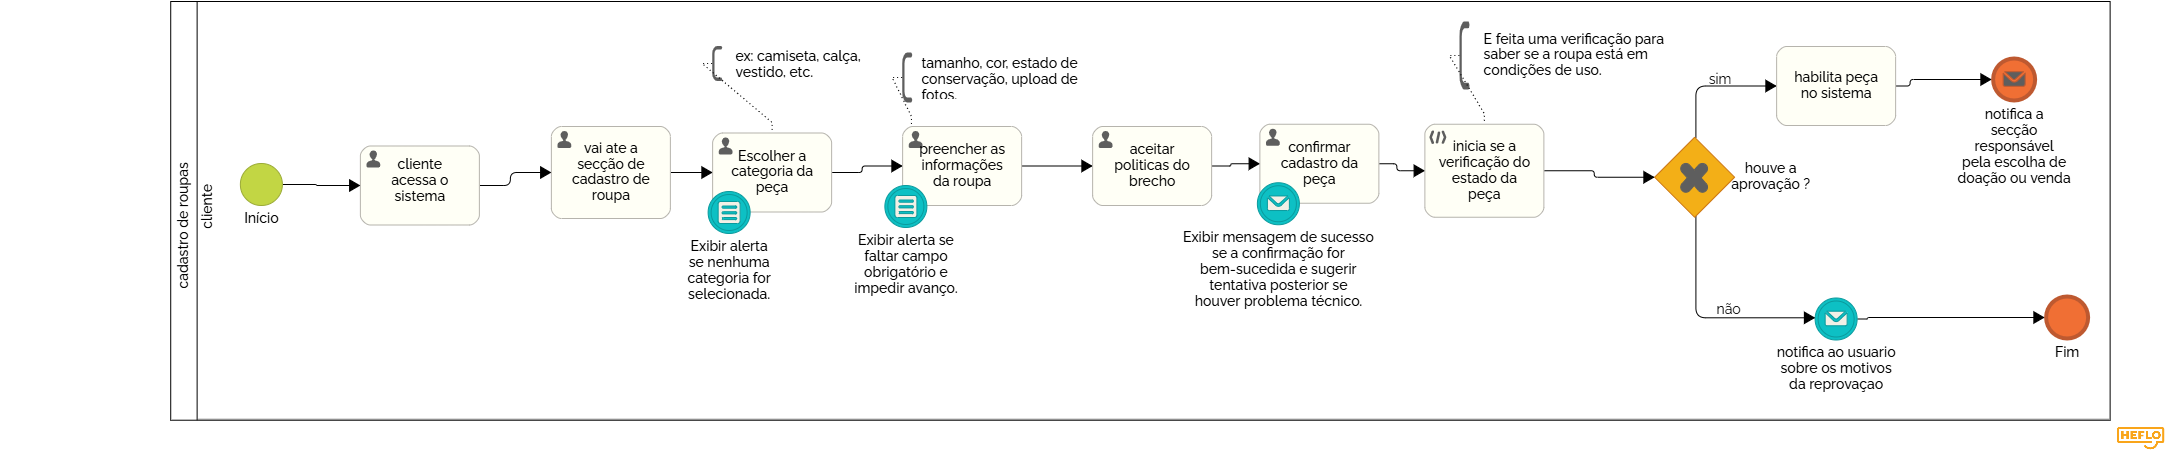 cadastro de roupas
cliente
Início
cliente
acessa o
sistema
vai ate a
secção de
cadastro de
roupa
ex: camiseta, calça,
vestido, etc.
Escolher a
categoria da
peça
Exibir alerta
se nenhuma
categoria for
selecionada.
tamanho, cor, estado de
conservação, upload de
fotos.
preencher as
informações
da roupa
Exibir alerta se
faltar campo
obrigatório e
impedir avanço.
aceitar
politicas do
brecho
confirmar
cadastro da
peça
Exibir mensagem de sucesso
se a confirmação for
bem-sucedida e sugerir
tentativa posterior se
houver problema técnico.
E feita uma verificação para
saber se a roupa está em
condições de uso.
inicia se a
verificação do
estado da
peça
houve a
aprovação ?
sim
habilita peça
no sistema
notifica a
secção
responsável
pela escolha de
doação ou venda
não
notifica ao usuario
sobre os motivos
da reprovaçao
Fim
HEFLO